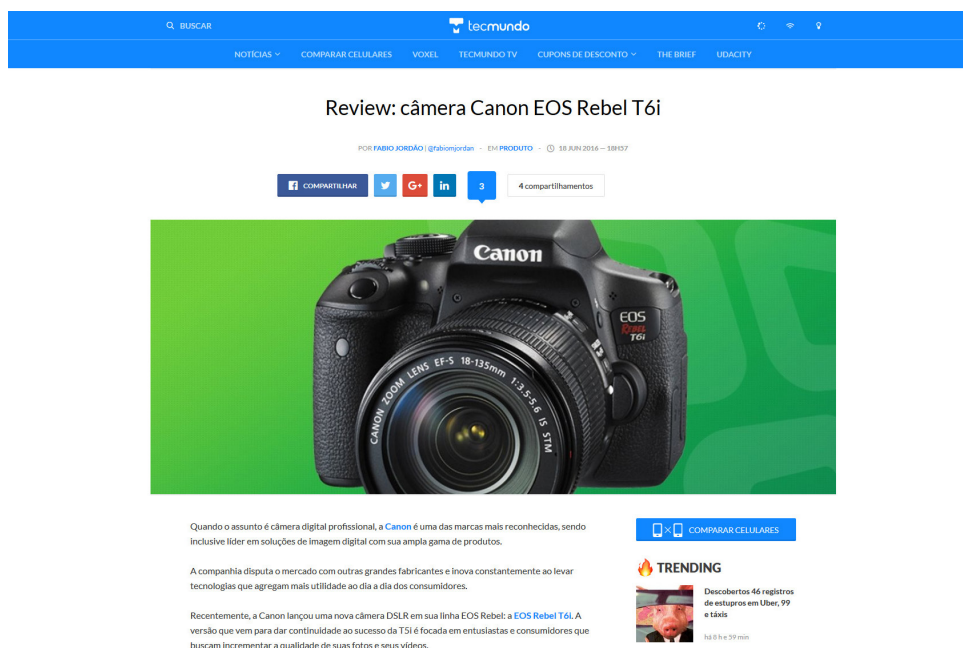 BUSCAR
tecmundo
NOTÍCIAS COMPARAR CELULARES VOXEL TECMUNDO TV CUPONS DE DESCONTO THE BRIEF UDACITY
Review: câmera Canon EOS Rebel T6i
POR FABIO JORDÃO | @fabiomjordan - EM PRODUTO - 18 JUN 2016 — 18H57
COMPARTILHAR G+ in 3 4 compartilhamentos
Canon
EOS
REBEL
T6i
CANON ZOOM LENS EF-S 18-135mm 1:3.5-5.6 IS STM
Quando o assunto é câmera digital profissional, a Canon é uma das marcas mais reconhecidas, sendo
inclusive líder em soluções de imagem digital com sua ampla gama de produtos.
A companhia disputa o mercado com outras grandes fabricantes e inova constantemente ao levar
tecnologias que agregam mais utilidade ao dia a dia dos consumidores.
Recentemente, a Canon lançou uma nova câmera DSLR em sua linha EOS Rebel: a EOS Rebel T6i. A
versão que vem para dar continuidade ao sucesso da T5i é focada em entusiastas e consumidores que
buscam incrementar a qualidade de suas fotos e seus vídeos.
COMPARAR CELULARES
TRENDING
Descobertos 46 registros
de estupros em Uber, 99
e táxis
há 8 h e 59 min